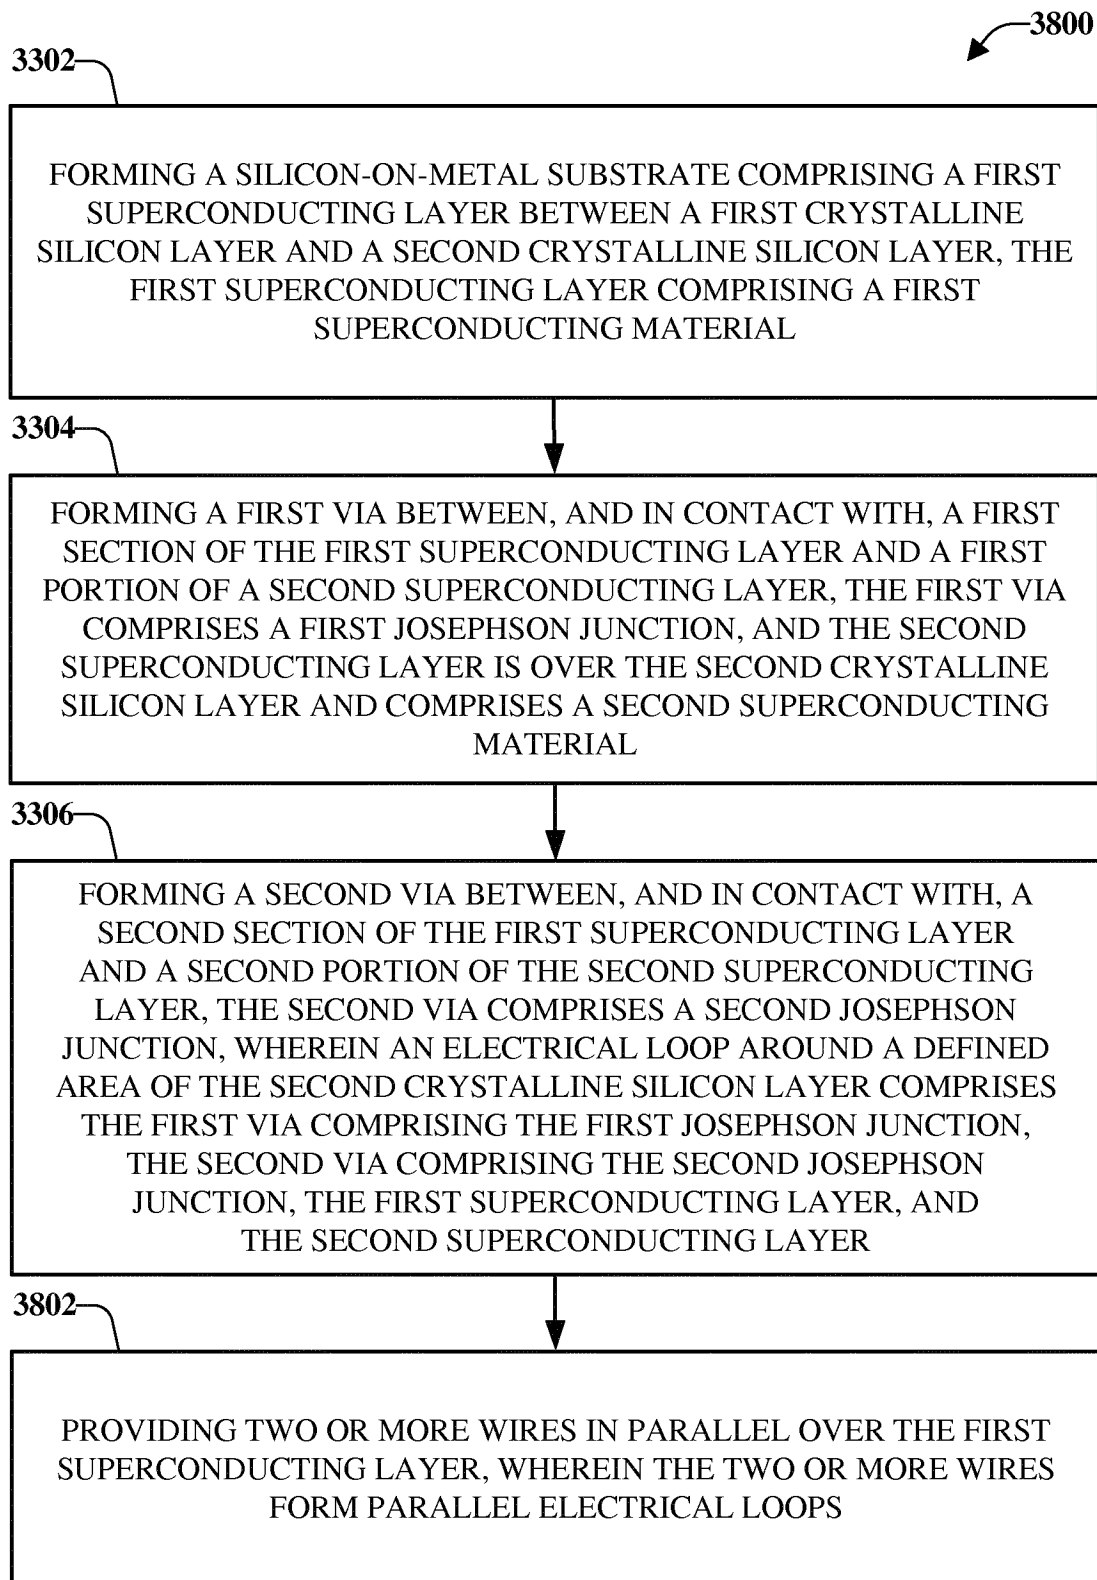 3800
3302
FORMING A SILICON-ON-METAL SUBSTRATE COMPRISING A FIRST
SUPERCONDUCTING LAYER BETWEEN A FIRST CRYSTALLINE
SILICON LAYER AND A SECOND CRYSTALLINE SILICON LAYER, THE
FIRST SUPERCONDUCTING LAYER COMPRISING A FIRST
SUPERCONDUCTING MATERIAL
3304
FORMING A FIRST VIA BETWEEN, AND IN CONTACT WITH, A FIRST
SECTION OF THE FIRST SUPERCONDUCTING LAYER AND A FIRST
PORTION OF A SECOND SUPERCONDUCTING LAYER, THE FIRST VIA
COMPRISES A FIRST JOSEPHSON JUNCTION, AND THE SECOND
SUPERCONDUCTING LAYER IS OVER THE SECOND CRYSTALLINE
SILICON LAYER AND COMPRISES A SECOND SUPERCONDUCTING
MATERIAL
3306
FORMING A SECOND VIA BETWEEN, AND IN CONTACT WITH, A
SECOND SECTION OF THE FIRST SUPERCONDUCTING LAYER
AND A SECOND PORTION OF THE SECOND SUPERCONDUCTING
LAYER, THE SECOND VIA COMPRISES A SECOND JOSEPHSON
JUNCTION, WHEREIN AN ELECTRICAL LOOP AROUND A DEFINED
AREA OF THE SECOND CRYSTALLINE SILICON LAYER COMPRISES
THE FIRST VIA COMPRISING THE FIRST JOSEPHSON JUNCTION,
THE SECOND VIA COMPRISING THE SECOND JOSEPHSON
JUNCTION, THE FIRST SUPERCONDUCTING LAYER, AND
THE SECOND SUPERCONDUCTING LAYER
3802
PROVIDING TWO OR MORE WIRES IN PARALLEL OVER THE FIRST
SUPERCONDUCTING LAYER, WHEREIN THE TWO OR MORE WIRES
FORM PARALLEL ELECTRICAL LOOPS